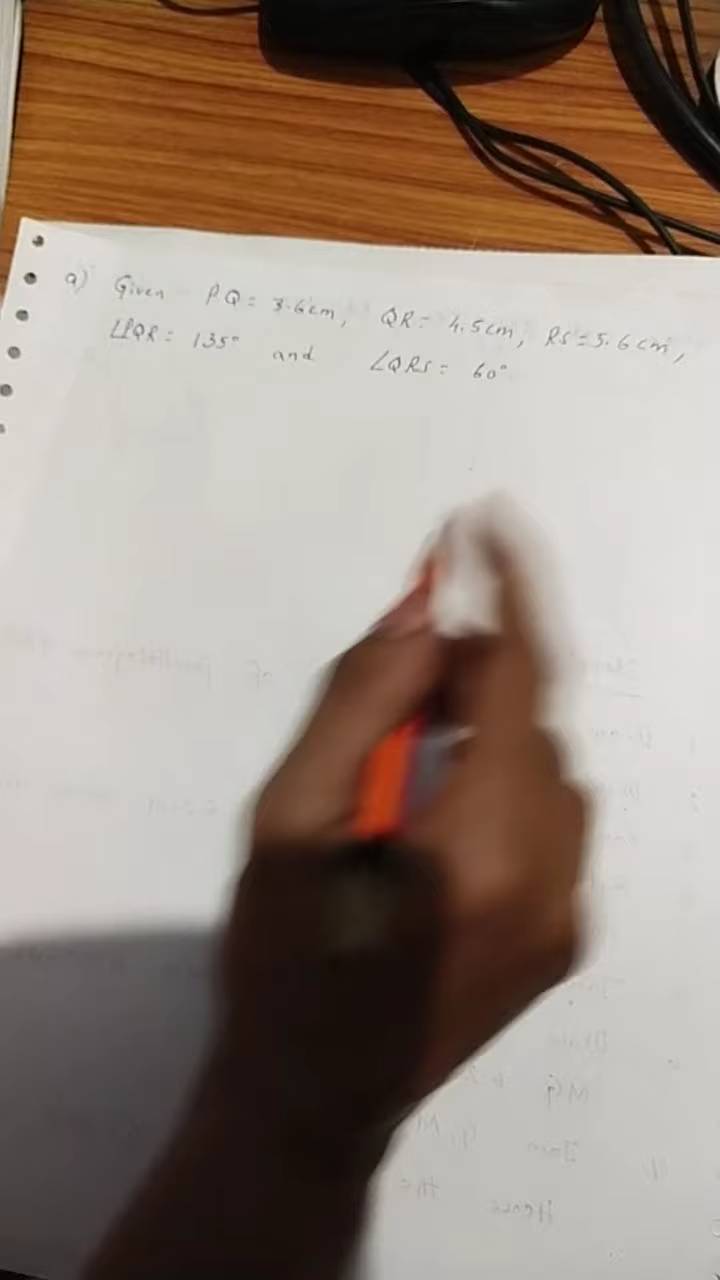 a) Given PQ = 3.6cm, QR = 4.5cm, RS = 5.6cm,
∠PQR = 135° and ∠QRS = 60°